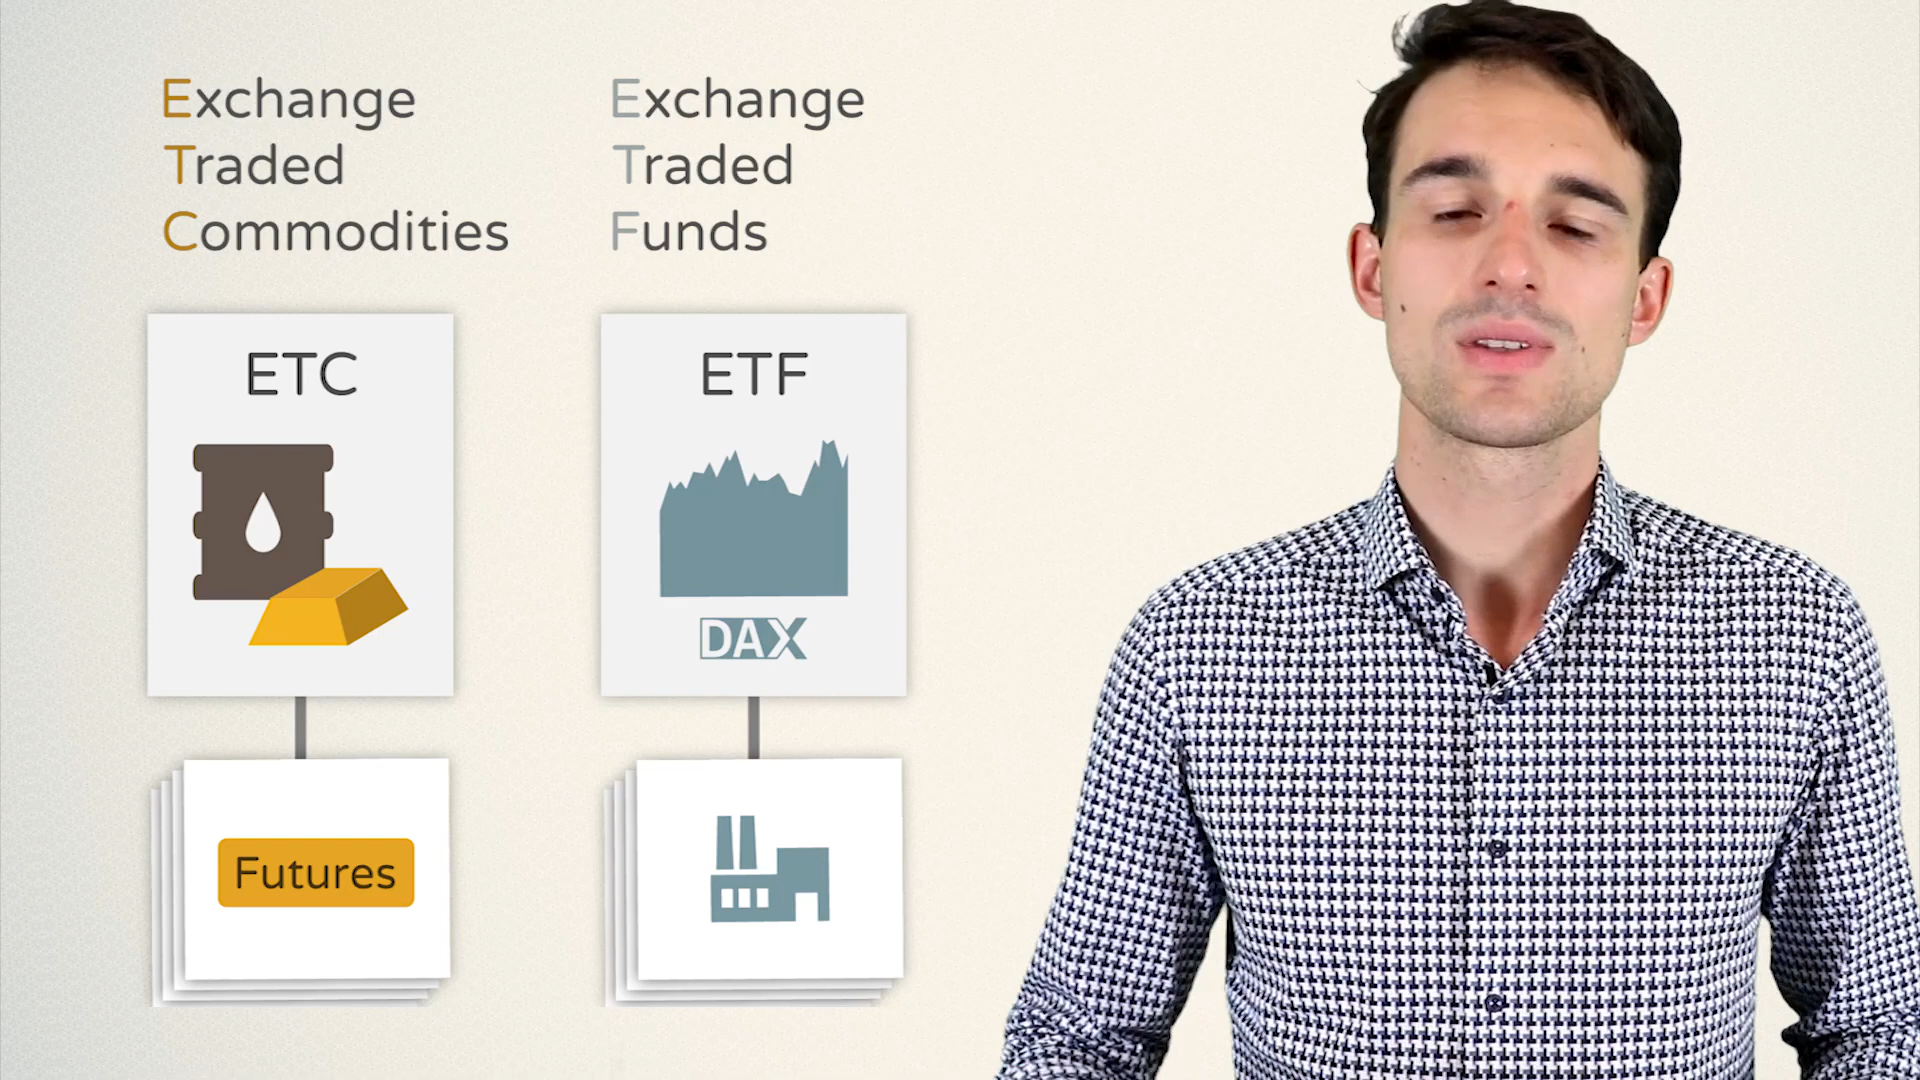 Exchange
Traded
Commodities
Exchange
Traded
Funds
ETC
ETF
DAX
Futures